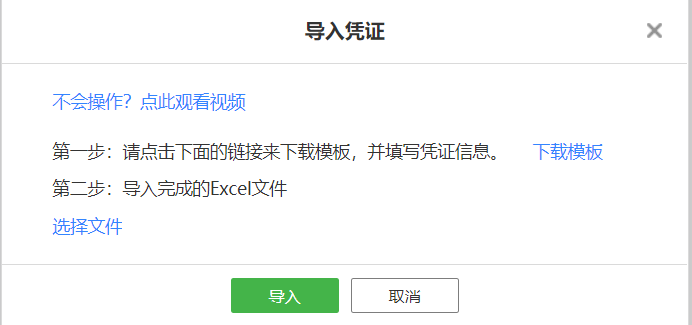 导入凭证
不会操作？点此观看视频
第一步：请点击下面的链接来下载模板，并填写凭证信息。 下载模板
第二步：导入完成的Excel文件
选择文件
导入 取消